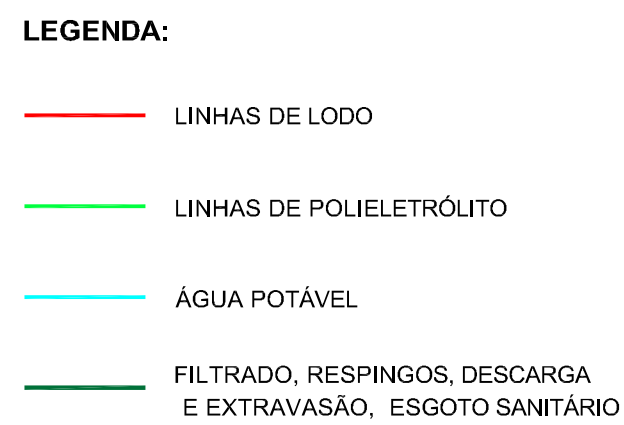 LEGENDA:
LINHAS DE LODO
LINHAS DE POLIELETRÓLITO
ÁGUA POTÁVEL
FILTRADO, RESPINGOS, DESCARGA
E EXTRAVASÃO, ESGOTO SANITÁRIO